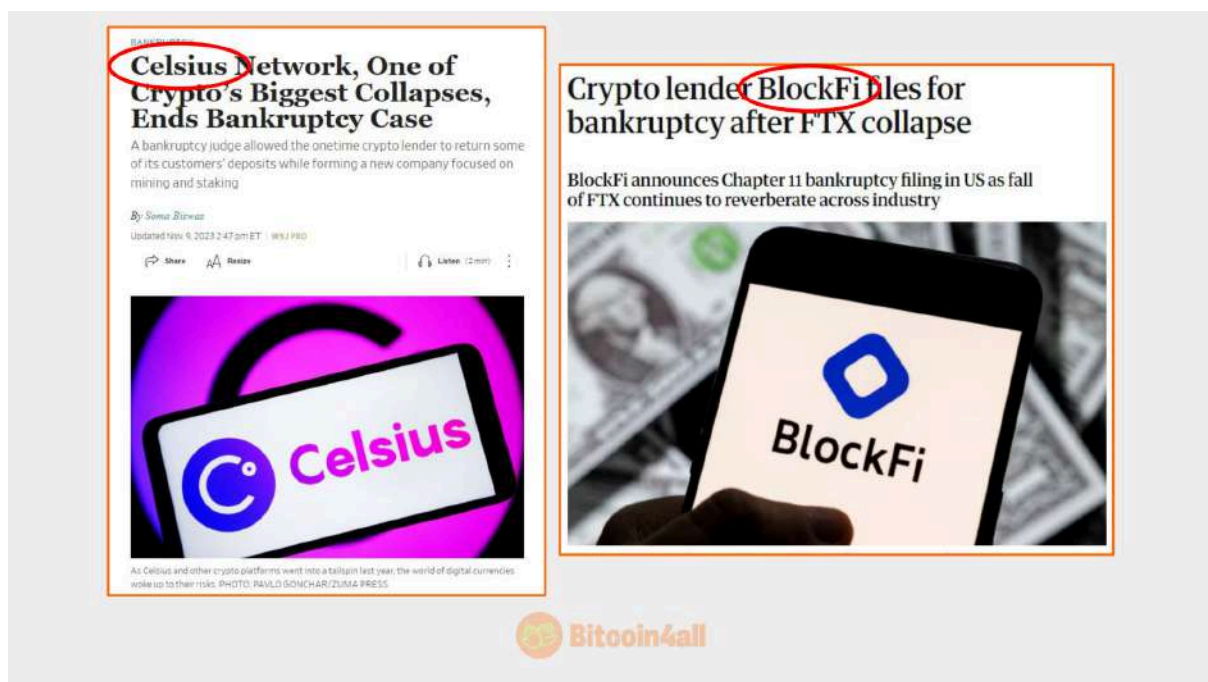 BANKRUPTCY
Celsius Network, One of
Crypto's Biggest Collapses,
Ends Bankruptcy Case
A bankruptcy judge allowed the onetime crypto lender to return some
of its customers' deposits while forming a new company focused on
mining and staking
By Soma Biswas
Updated Nov. 9, 2023 2:47 pm ET | WSJ PRO
Share
Resize
Listen (2 min)
Celsius
As Celsius and other crypto platforms went into a tailspin last year, the world of digital currencies
woke up to their risks. PHOTO: PAVLO GONCHAR/ZUMA PRESS
Crypto lender BlockFi files for
bankruptcy after FTX collapse
BlockFi announces Chapter 11 bankruptcy filing in US as fall
of FTX continues to reverberate across industry
BlockFi
Bitcoin4all